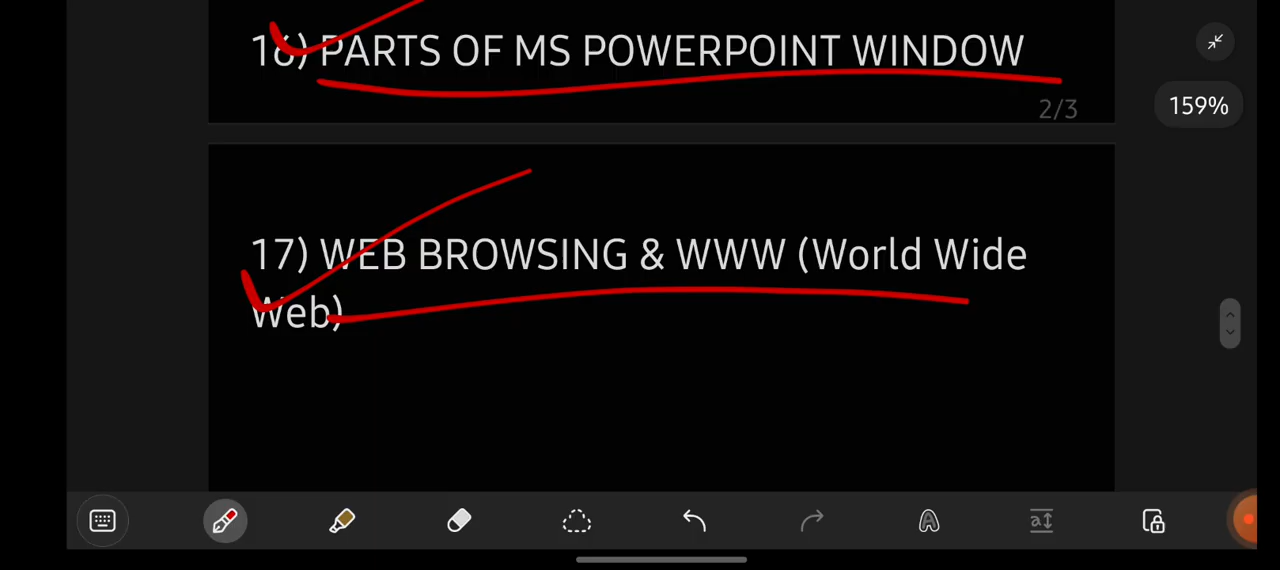 16) PARTS OF MS POWERPOINT WINDOW
2/3
159%
17) WEB BROWSING & WWW (World Wide
Web)